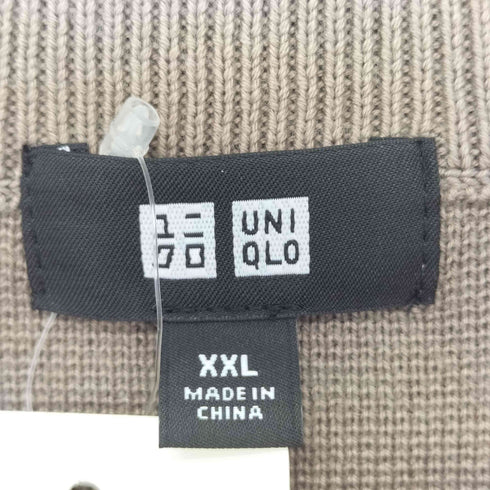 ユニ UNI
クロ QLO
XXL
MADE IN
CHINA